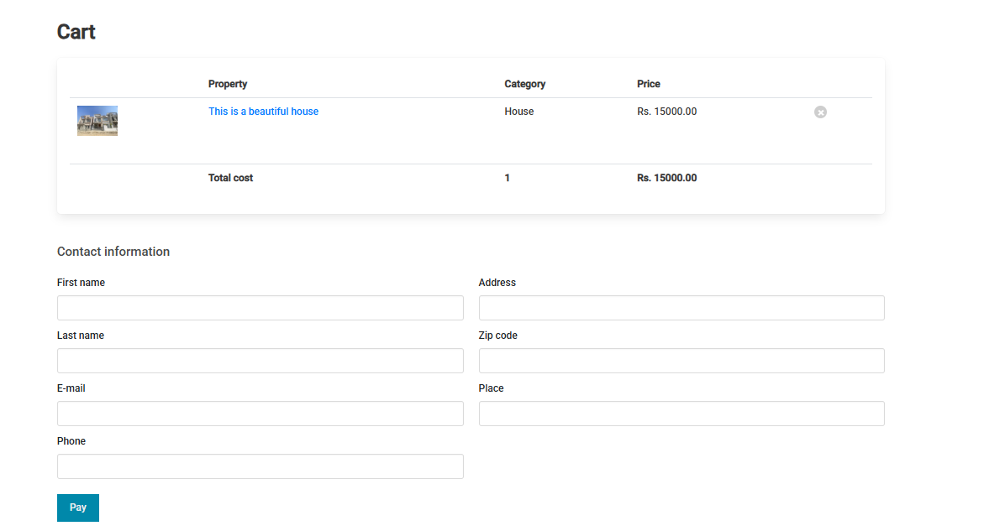 Cart
Property Category Price
This is a beautiful house House Rs. 15000.00
Total cost 1 Rs. 15000.00
Contact information
First name Address
Last name Zip code
E-mail Place
Phone
Pay